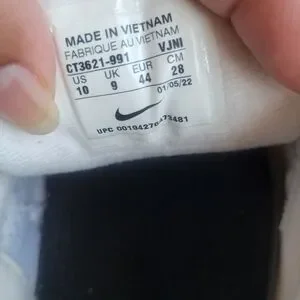 MADE IN VIETNAM
FABRIQUE AU VIETNAM
CT3621-991 VJNI
US UK EUR CM
10 9 44 28
01/05/22
UPC